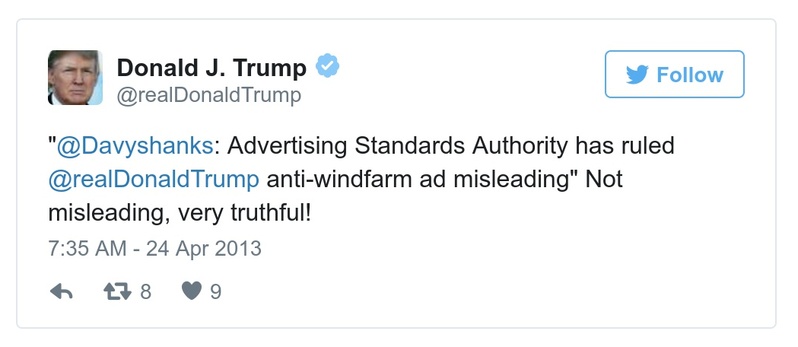 Donald J. Trump
@realDonaldTrump
Follow
"@Davyshanks: Advertising Standards Authority has ruled
@realDonaldTrump anti-windfarm ad misleading" Not
misleading, very truthful!
7:35 AM - 24 Apr 2013
8 9